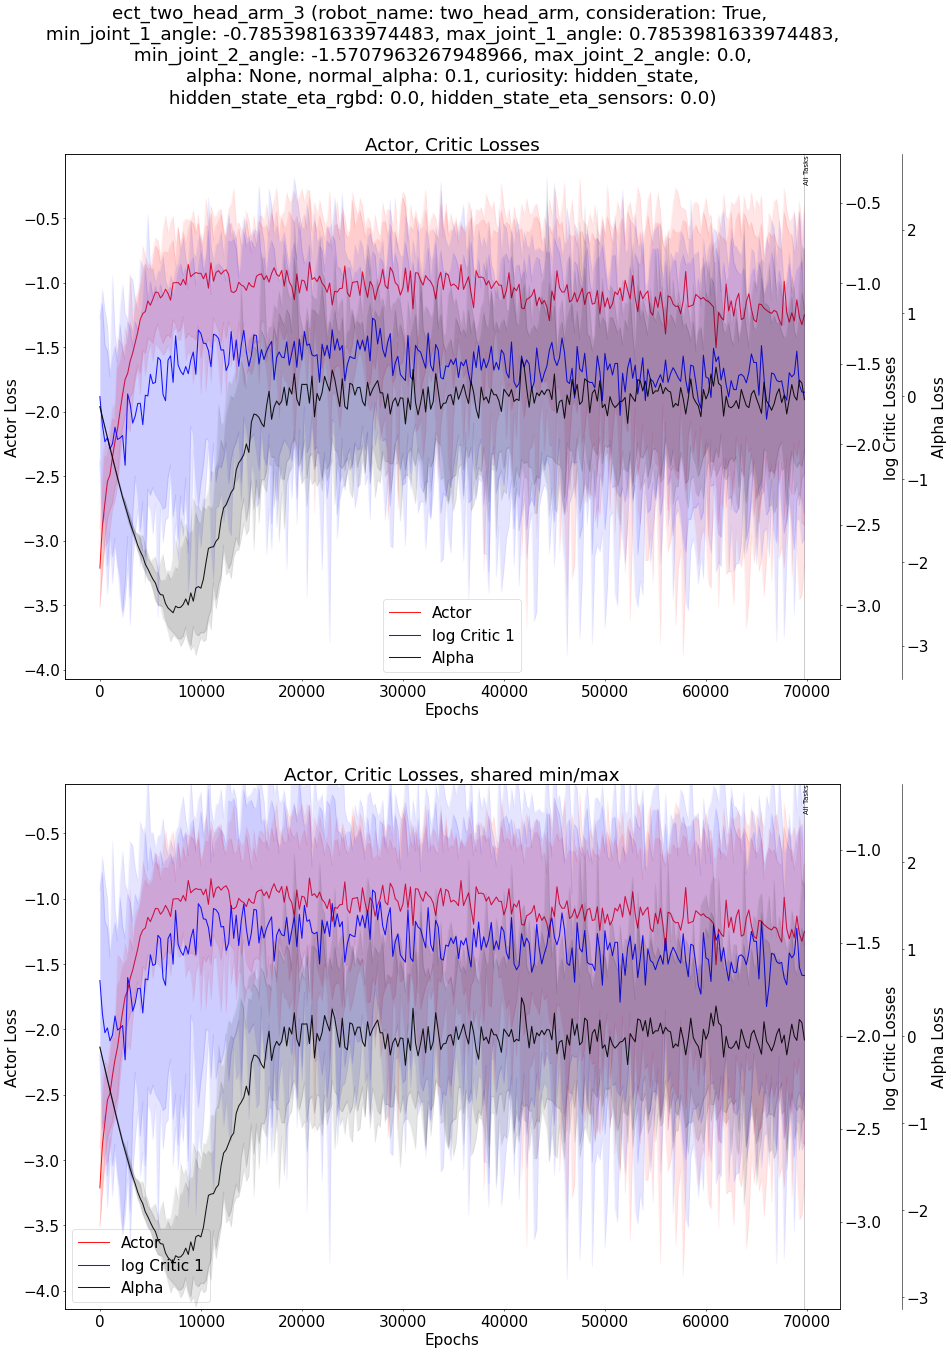 ect_two_head_arm_3 (robot_name: two_head_arm, consideration: True,
min_joint_1_angle: -0.7853981633974483, max_joint_1_angle: 0.7853981633974483,
min_joint_2_angle: -1.5707963267948966, max_joint_2_angle: 0.0,
alpha: None, normal_alpha: 0.1, curiosity: hidden_state,
hidden_state_eta_rgbd: 0.0, hidden_state_eta_sensors: 0.0)
Actor, Critic Losses
All Tasks
Actor Loss
−0.5
−1.0
−1.5
−2.0
−2.5
−3.0
−3.5
−4.0
log Critic Losses
−0.5
−1.0
−1.5
−2.0
−2.5
−3.0
Alpha Loss
2
1
0
−1
−2
−3
Actor
log Critic 1
Alpha
0 10000 20000 30000 40000 50000 60000 70000
Epochs
Actor, Critic Losses, shared min/max
All Tasks
Actor Loss
−0.5
−1.0
−1.5
−2.0
−2.5
−3.0
−3.5
−4.0
log Critic Losses
−1.0
−1.5
−2.0
−2.5
−3.0
Alpha Loss
2
1
0
−1
−2
−3
Actor
log Critic 1
Alpha
0 10000 20000 30000 40000 50000 60000 70000
Epochs